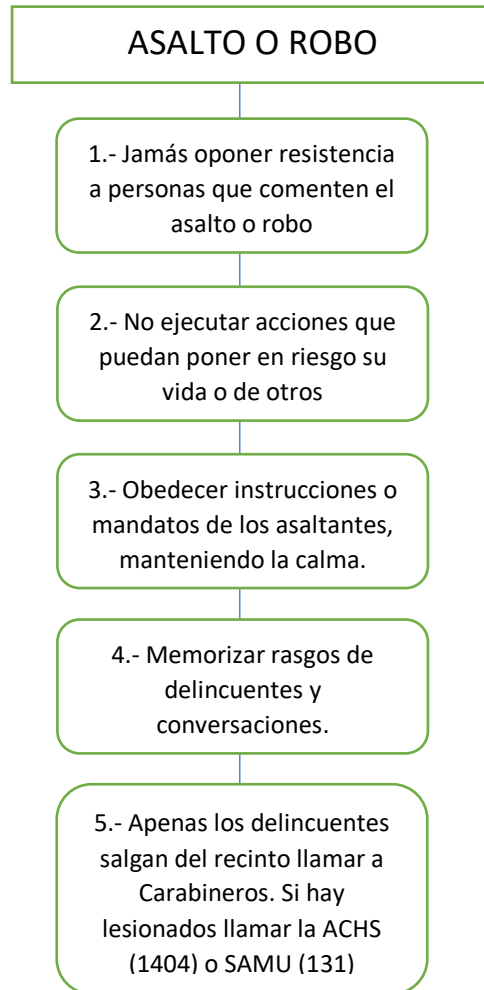 ASALTO O ROBO
1.- Jamás oponer resistencia
a personas que comenten el
asalto o robo
2.- No ejecutar acciones que
puedan poner en riesgo su
vida o de otros
3.- Obedecer instrucciones o
mandatos de los asaltantes,
manteniendo la calma.
4.- Memorizar rasgos de
delincuentes y
conversaciones.
5.- Apenas los delincuentes
salgan del recinto llamar a
Carabineros. Si hay
lesionados llamar la ACHS
(1404) o SAMU (131)